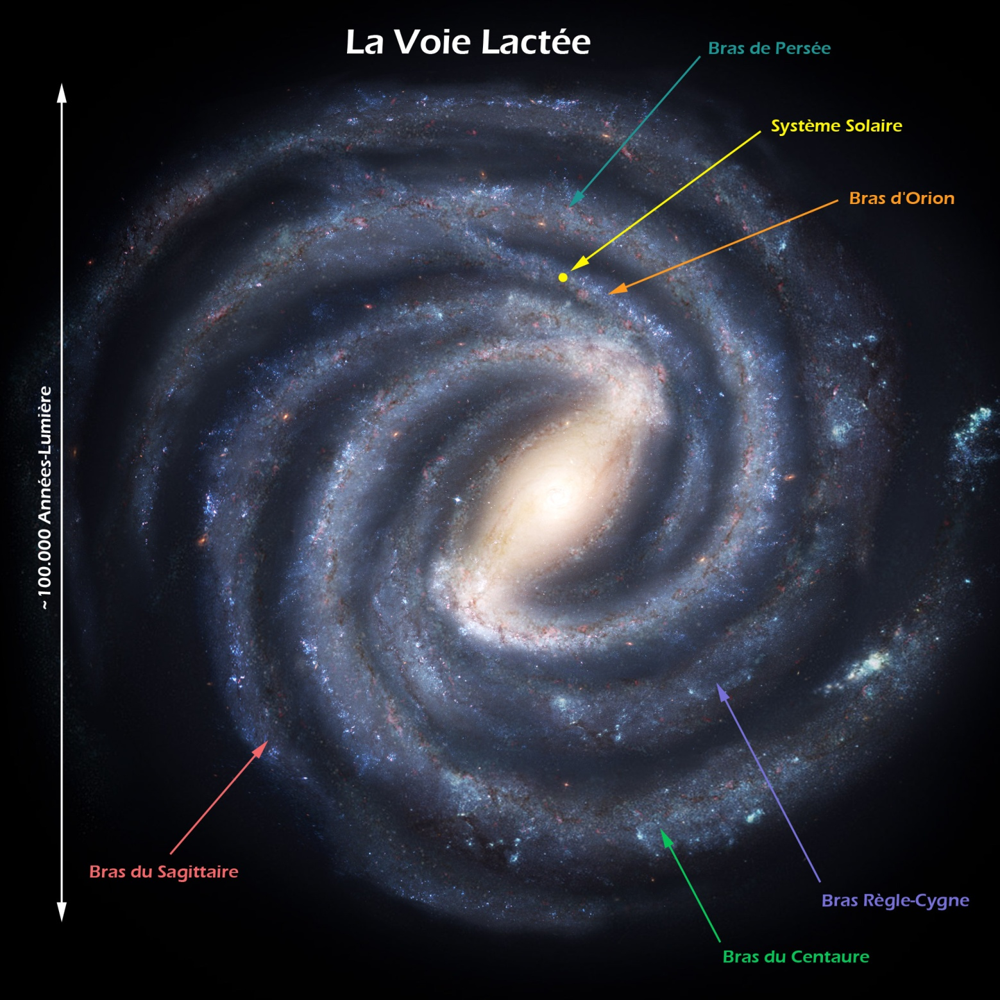 La Voie Lactée
Bras de Persée
Système Solaire
Bras d'Orion
~100.000 Années-Lumière
Bras du Sagittaire
Bras Règle-Cygne
Bras du Centaure